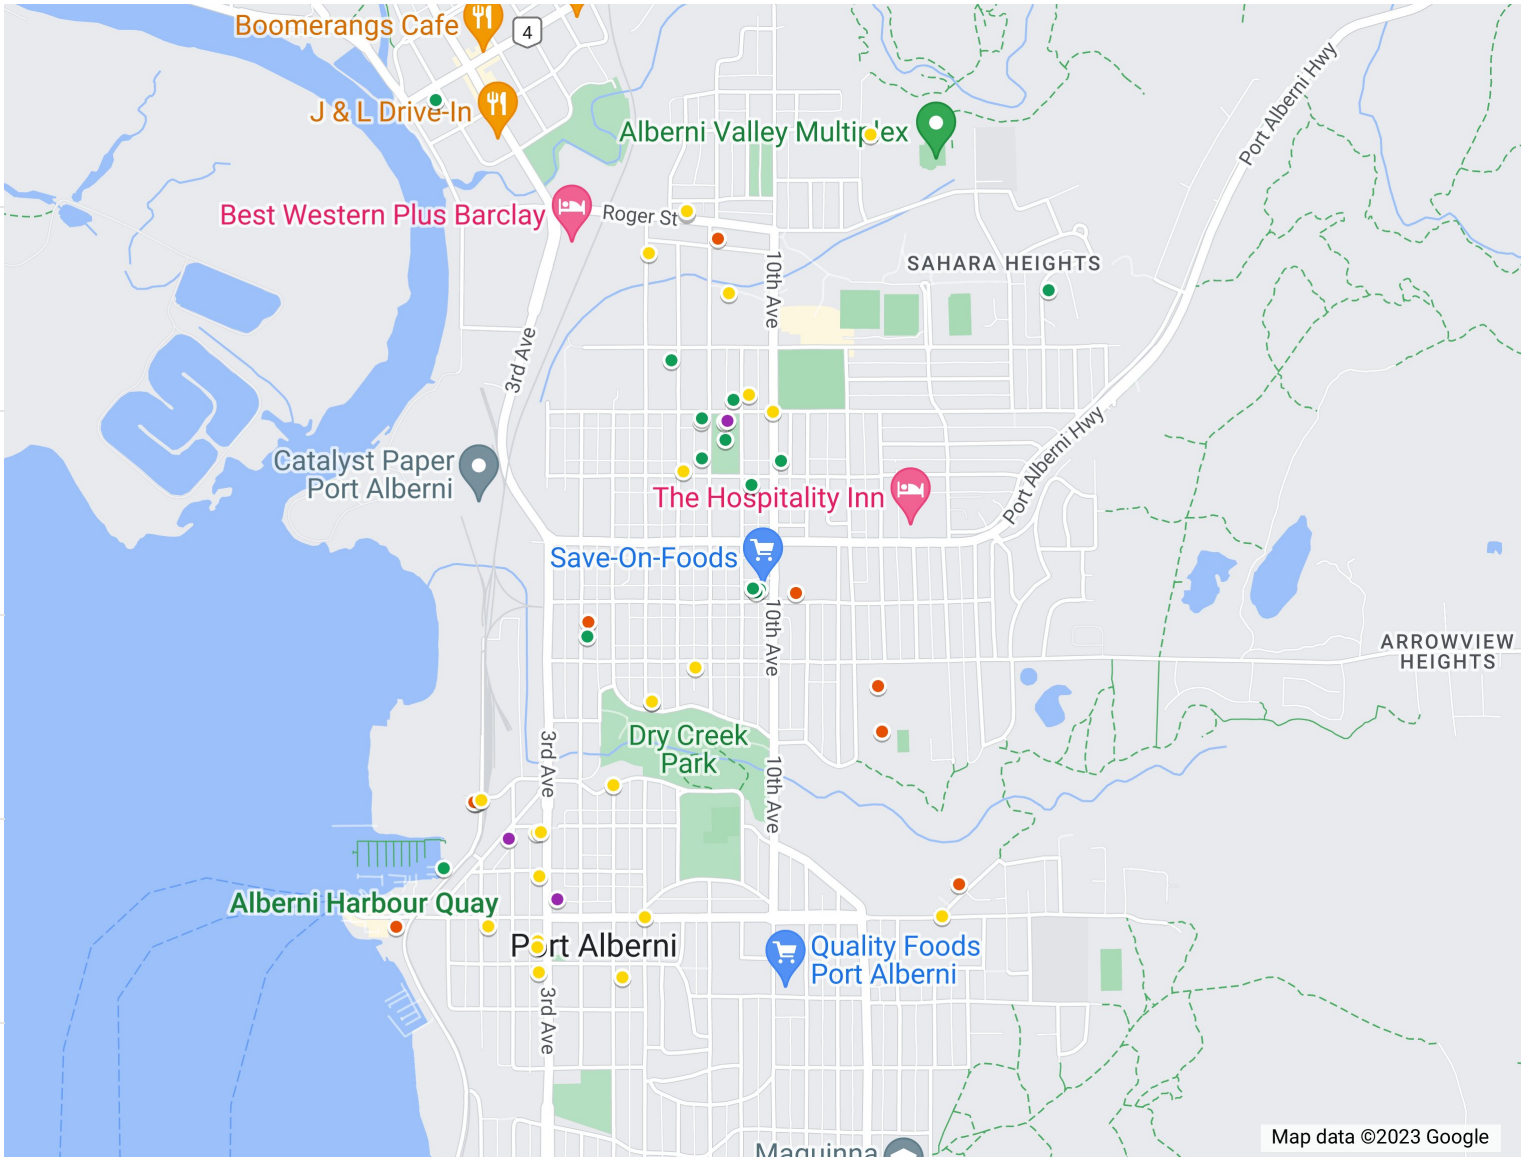 Boomerangs Cafe
4
J & L Drive-In
Alberni Valley Multiplex
Port Alberni Hwy
Best Western Plus Barclay
Roger St
10th Ave
SAHARA HEIGHTS
3rd Ave
Catalyst Paper
Port Alberni
The Hospitality Inn
Port Alberni Hwy
Save-On-Foods
10th Ave
ARROWVIEW
HEIGHTS
Dry Creek
Park
3rd Ave
10th Ave
Alberni Harbour Quay
Port Alberni
Quality Foods
Port Alberni
3rd Ave
Maquinna
Map data ©2023 Google